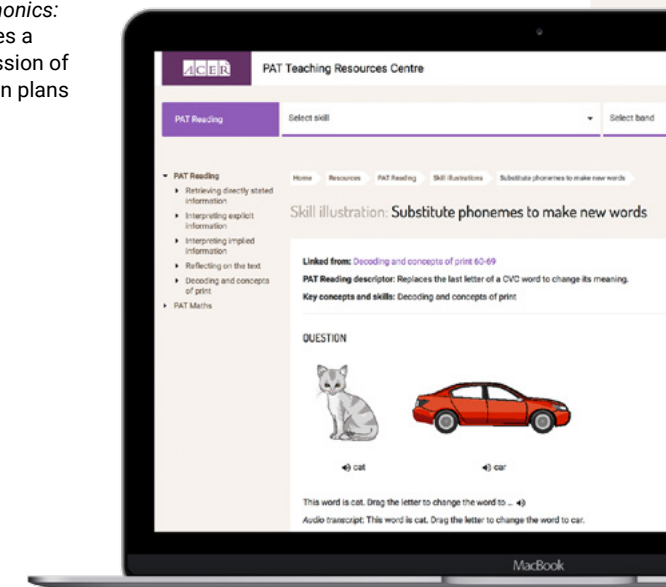 honics:
es a
ssion of
n plans
ACER
PAT Teaching Resources Centre
PAT Reading
Select skill
Select band
PAT Reading
Retrieving directly stated
information
Interpreting explicit
information
Interpreting implied
information
Reflecting on the text
Decoding and concepts
of print
PAT Maths
Home Resources PAT Reading Skill illustrations Substitute phonemes to make new words
Skill illustration: Substitute phonemes to make new words
Linked from: Decoding and concepts of print 60-69
PAT Reading descriptor: Replaces the last letter of a CVC word to change its meaning.
Key concepts and skills: Decoding and concepts of print
QUESTION
cat
car
This word is cat. Drag the letter to change the word to ...
Audio transcript: This word is cat. Drag the letter to change the word to car.
MacBook